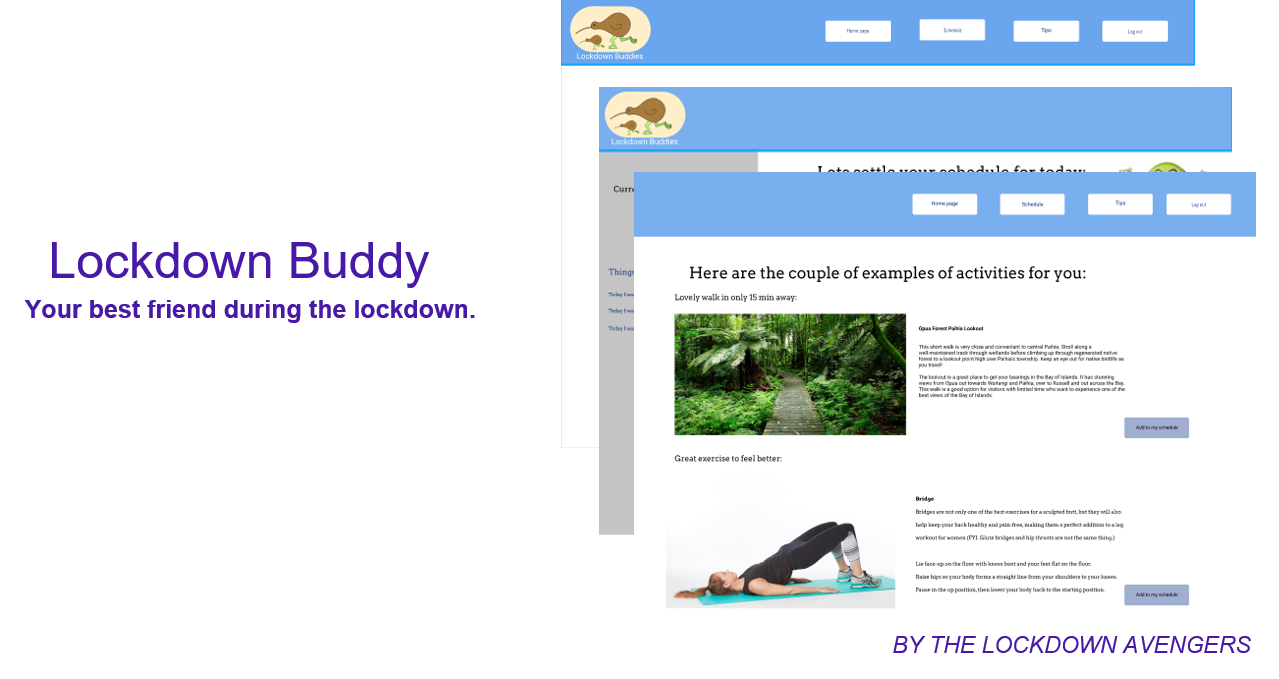 Lockdown Buddy
Your best friend during the lockdown.
Lockdown Buddies
Home page
Schedule
Tips
Log out
Lockdown Buddies
Lets settle your schedule for today:
Curre
Things
Today I wa
Today I wa
Today I wa
Home page
Schedule
Tips
Log out
Here are the couple of examples of activities for you:
Lovely walk in only 15 min away:
Opua Forest Paihia Lookout
This short walk is very close and conveniant to central Paihia. Stroll along a
well-maintained track through wetlands before climbing up through regenerated native
forest to a lookout point high over Paihia's township. Keep an eye out for native birdlife as
you travel!
The lookout is a great place to get your bearings in the Bay of Islands. It has stunning
views from Opua out towards Waitangi and Paihia, over to Russell and out across the Bay.
This walk is a good option for visitors with limited time who want to experience one of the
best views of the Bay of Islands.
Add to my schedule
Great exercise to feel better:
Bridge
Bridges are not only one of the best exercises for a sculpted butt, but they will also
help keep your back healthy and pain-free, making them s perfect addition to a leg
workout for women (FYI: Glute bridges and hip thrusts are not the same thing.)
Lie face-up on the floor with knees bent and your feet flat on the floor.
Raise hips so your body forms a straight line from your shoulders to your knees.
Pause in the up position, then lower your body back to the starting position.
Add to my schedule
BY THE LOCKDOWN AVENGERS